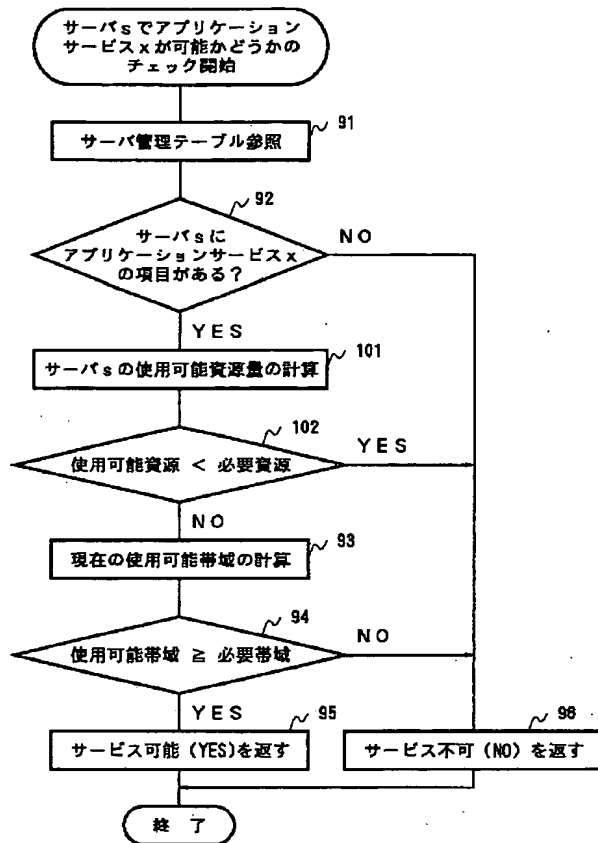 サーバsでアプリケーション
サービスxが可能かどうかの
チェック開始
91
サーバ管理テーブル参照
92
サーバsに
アプリケーションサービスx
の項目がある?
NO
YES
101
サーバsの使用可能資源量の計算
102
使用可能資源 < 必要資源
YES
NO
93
現在の使用可能帯域の計算
94
使用可能帯域 ≧ 必要帯域
NO
YES
95
サービス可能(YES)を返す
96
サービス不可(NO)を返す
終 了